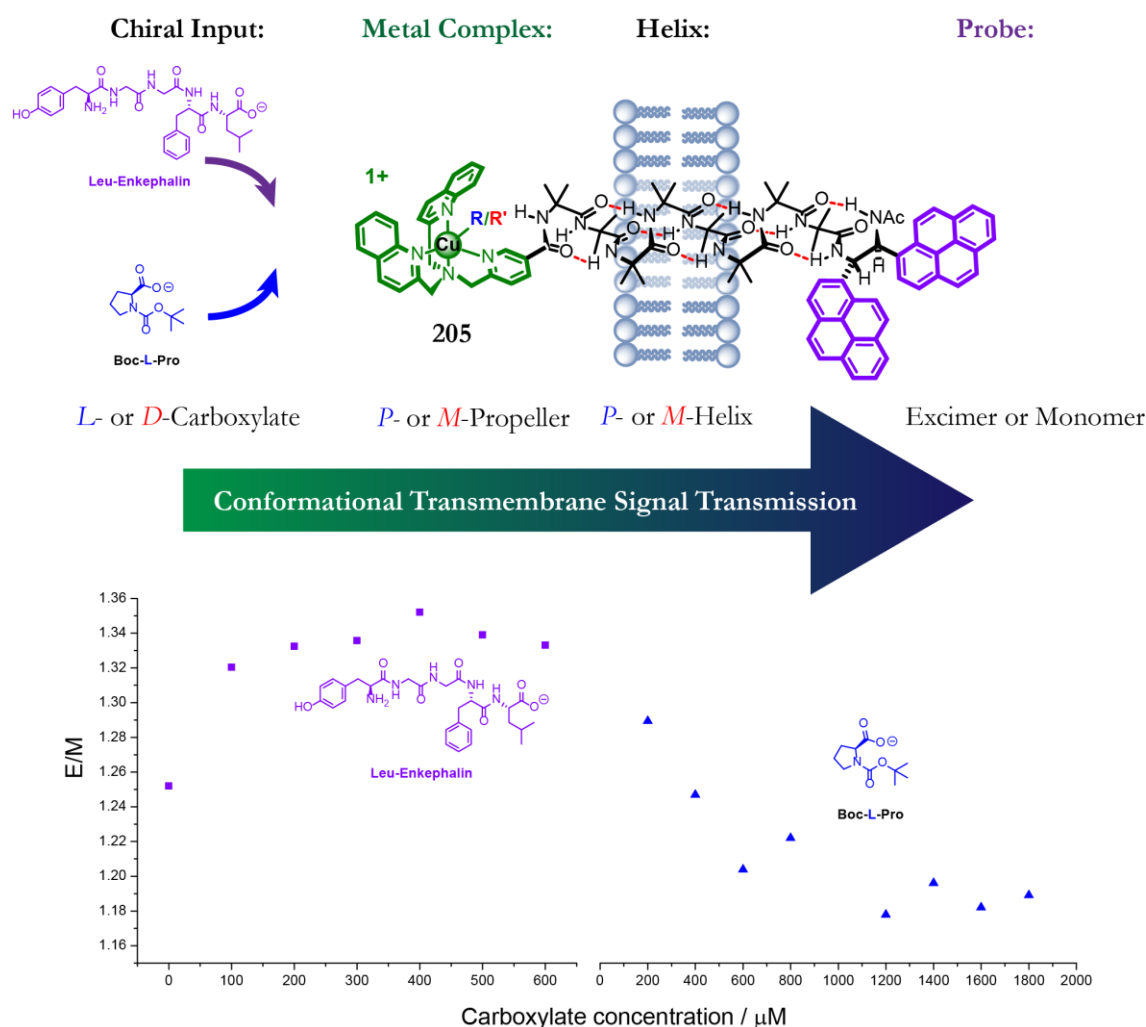 Chiral Input:
Metal Complex:
Helix:
Probe:
HO
NH₂
O
H
N
O
N
H
O
H
N
O
N
H
O
O⊖
Leu-Enkephalin
O
O⊖
N
O
O
Boc-L-Pro
1+
N
R/R'
Cu
N
N
N
O
205
H
N
O
H
N
O
H
N
O
H
NAc
H
N
O
H
N
O
H
N
O
H
N
O
H
N
O
H
N
H
H
L- or D-Carboxylate
P- or M-Propeller
P- or M-Helix
Excimer or Monomer
Conformational Transmembrane Signal Transmission
1.36
1.34
1.32
1.30
1.28
1.26
1.24
1.22
1.20
1.18
1.16
E/M
HO
NH₂
O
H
N
O
N
H
O
H
N
O
N
H
O
O⊖
Leu-Enkephalin
O
O⊖
N
O
O
Boc-L-Pro
0 100 200 300 400 500 600
0 200 400 600 800 1000 1200 1400 1600 1800 2000
Carboxylate concentration / μM